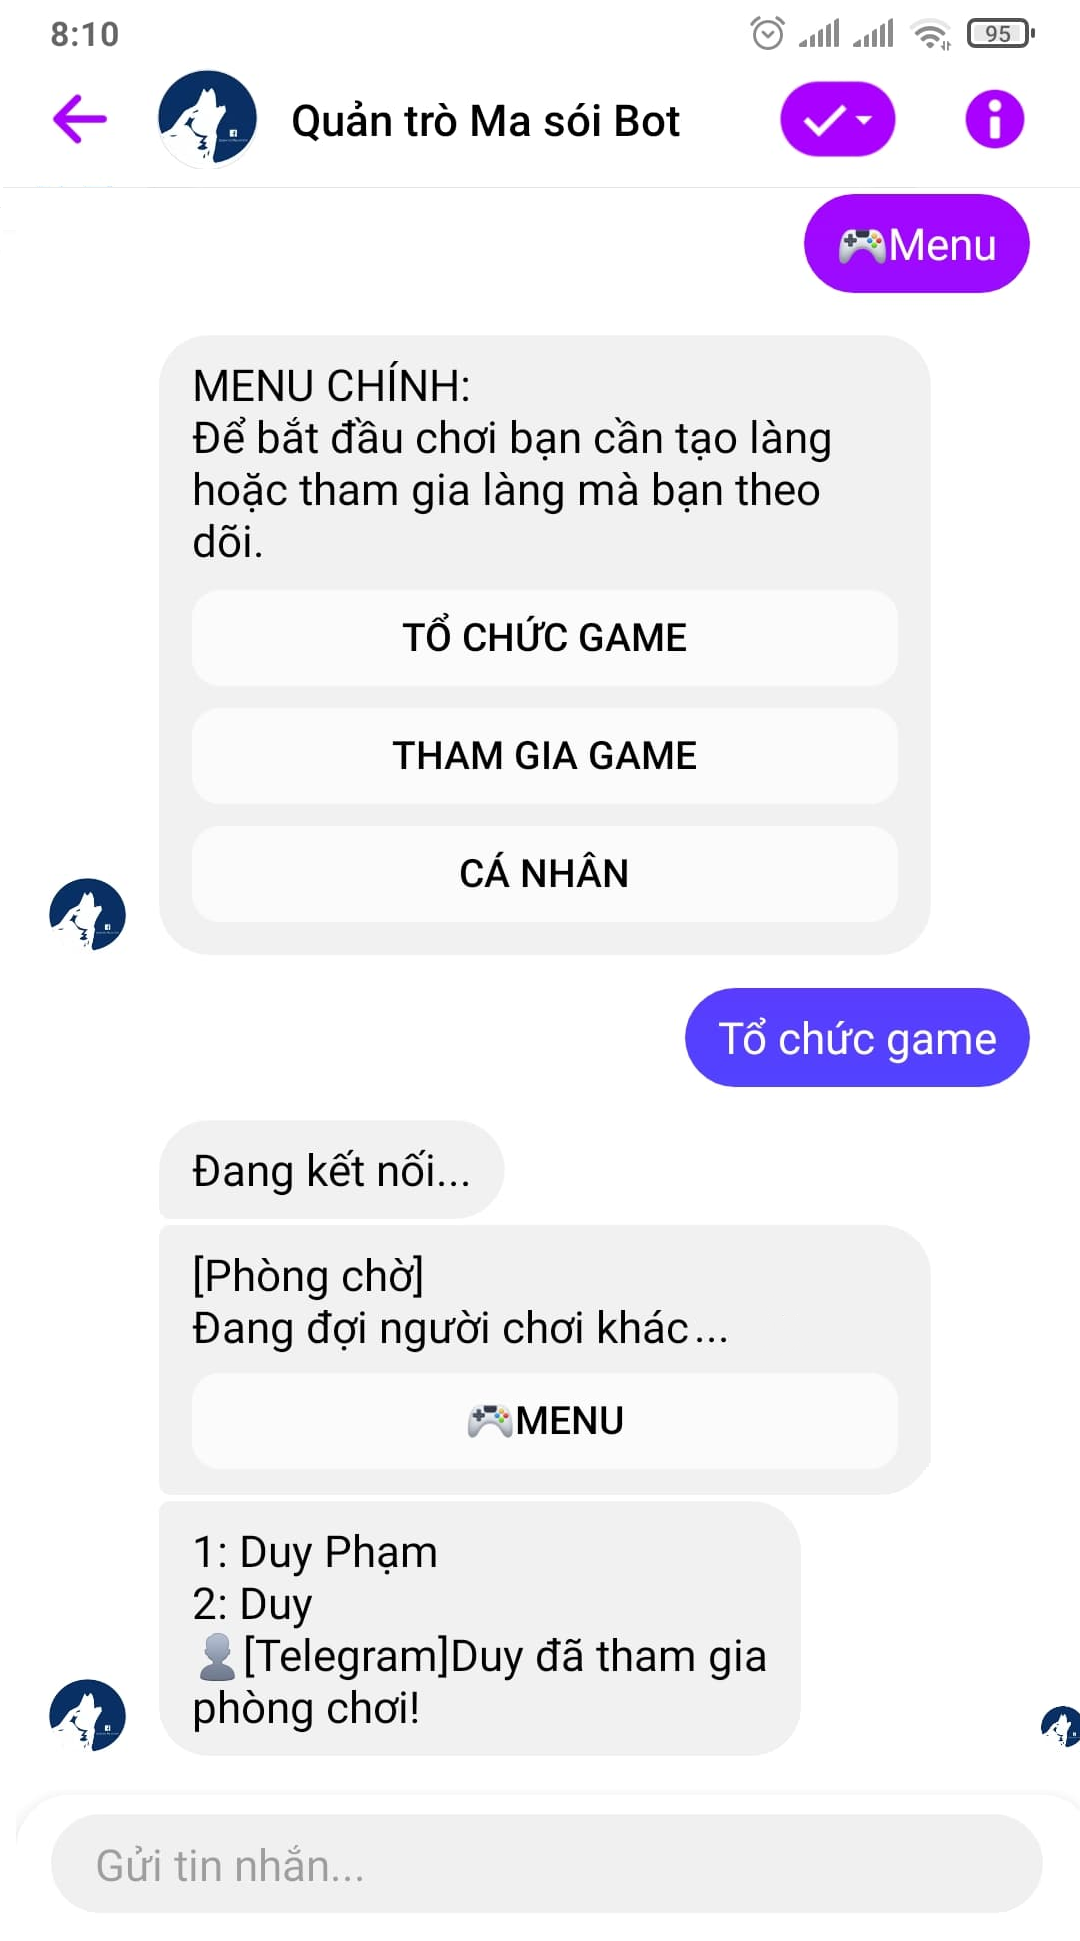 8:10
95
Quản trò Ma sói Bot
🎮Menu
MENU CHÍNH:
Để bắt đầu chơi bạn cần tạo làng
hoặc tham gia làng mà bạn theo
dõi.
TỔ CHỨC GAME
THAM GIA GAME
CÁ NHÂN
Tổ chức game
Đang kết nối...
[Phòng chờ]
Đang đợi người chơi khác...
🎮MENU
1: Duy Phạm
2: Duy
👤[Telegram]Duy đã tham gia
phòng chơi!
Gửi tin nhắn...